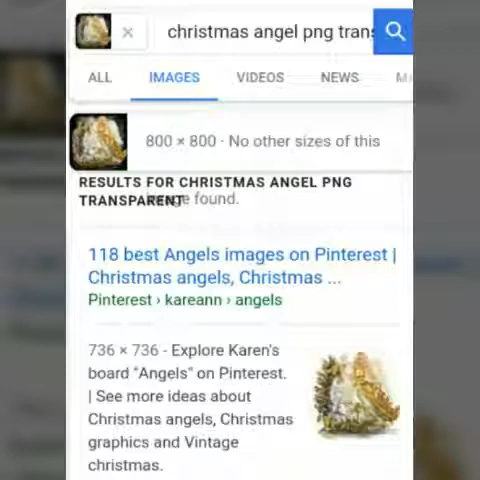 christmas angel png trans
ALL IMAGES VIDEOS NEWS
800 × 800 · No other sizes of this
RESULTS FOR CHRISTMAS ANGEL PNG
TRANSPARENT
found.
118 best Angels images on Pinterest |
Christmas angels, Christmas ...
Pinterest › kareann › angels
736 × 736 - Explore Karen's
board "Angels" on Pinterest.
| See more ideas about
Christmas angels, Christmas
graphics and Vintage
christmas.